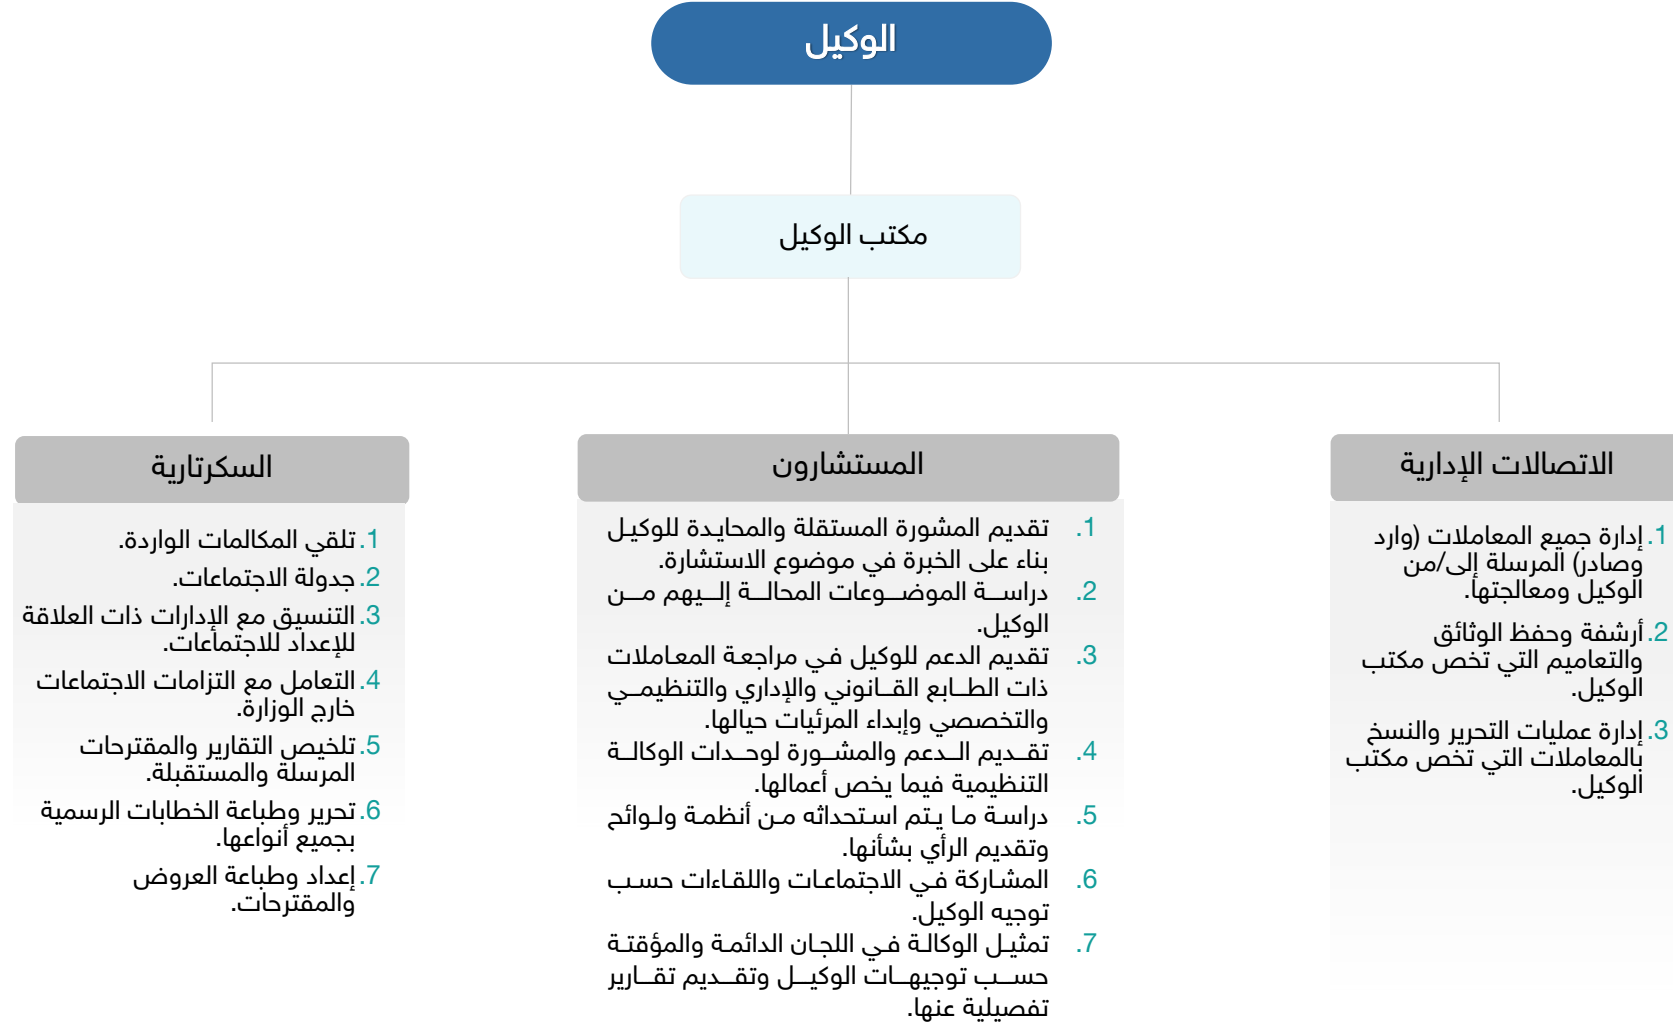 الوكيل
مكتب الوكيل
الاتصالات الإدارية
1. إدارة جميع المعاملات (وارد
وصادر) المرسلة إلى/من
الوكيل ومعالجتها.
2. أرشفة وحفظ الوثائق
والتعاميم التي تخص مكتب
الوكيل.
3. إدارة عمليات التحرير والنسخ
بالمعاملات التي تخص مكتب
الوكيل.
المستشارون
1. تقديم المشورة المستقلة والمحايدة للوكيل
بناء على الخبرة في موضوع الاستشارة.
2. دراسة الموضوعات المحالة إليهم من
الوكيل.
3. تقديم الدعم للوكيل في مراجعة المعاملات
ذات الطابع القانوني والإداري والتنظيمي
والتخصصي وإبداء المرئيات حيالها.
4. تقديم الدعم والمشورة لوحدات الوكالة
التنظيمية فيما يخص أعمالها.
5. دراسة ما يتم استحداثه من أنظمة ولوائح
وتقديم الرأي بشأنها.
6. المشاركة في الاجتماعات واللقاءات حسب
توجيه الوكيل.
7. تمثيل الوكالة في اللجان الدائمة والمؤقتة
حسب توجيهات الوكيل وتقديم تقارير
تفصيلية عنها.
السكرتارية
1. تلقي المكالمات الواردة.
2. جدولة الاجتماعات.
3. التنسيق مع الإدارات ذات العلاقة
للإعداد للاجتماعات.
4. التعامل مع التزامات الاجتماعات
خارج الوزارة.
5. تلخيص التقارير والمقترحات
المرسلة والمستقبلة.
6. تحرير وطباعة الخطابات الرسمية
بجميع أنواعها.
7. إعداد وطباعة العروض
والمقترحات.